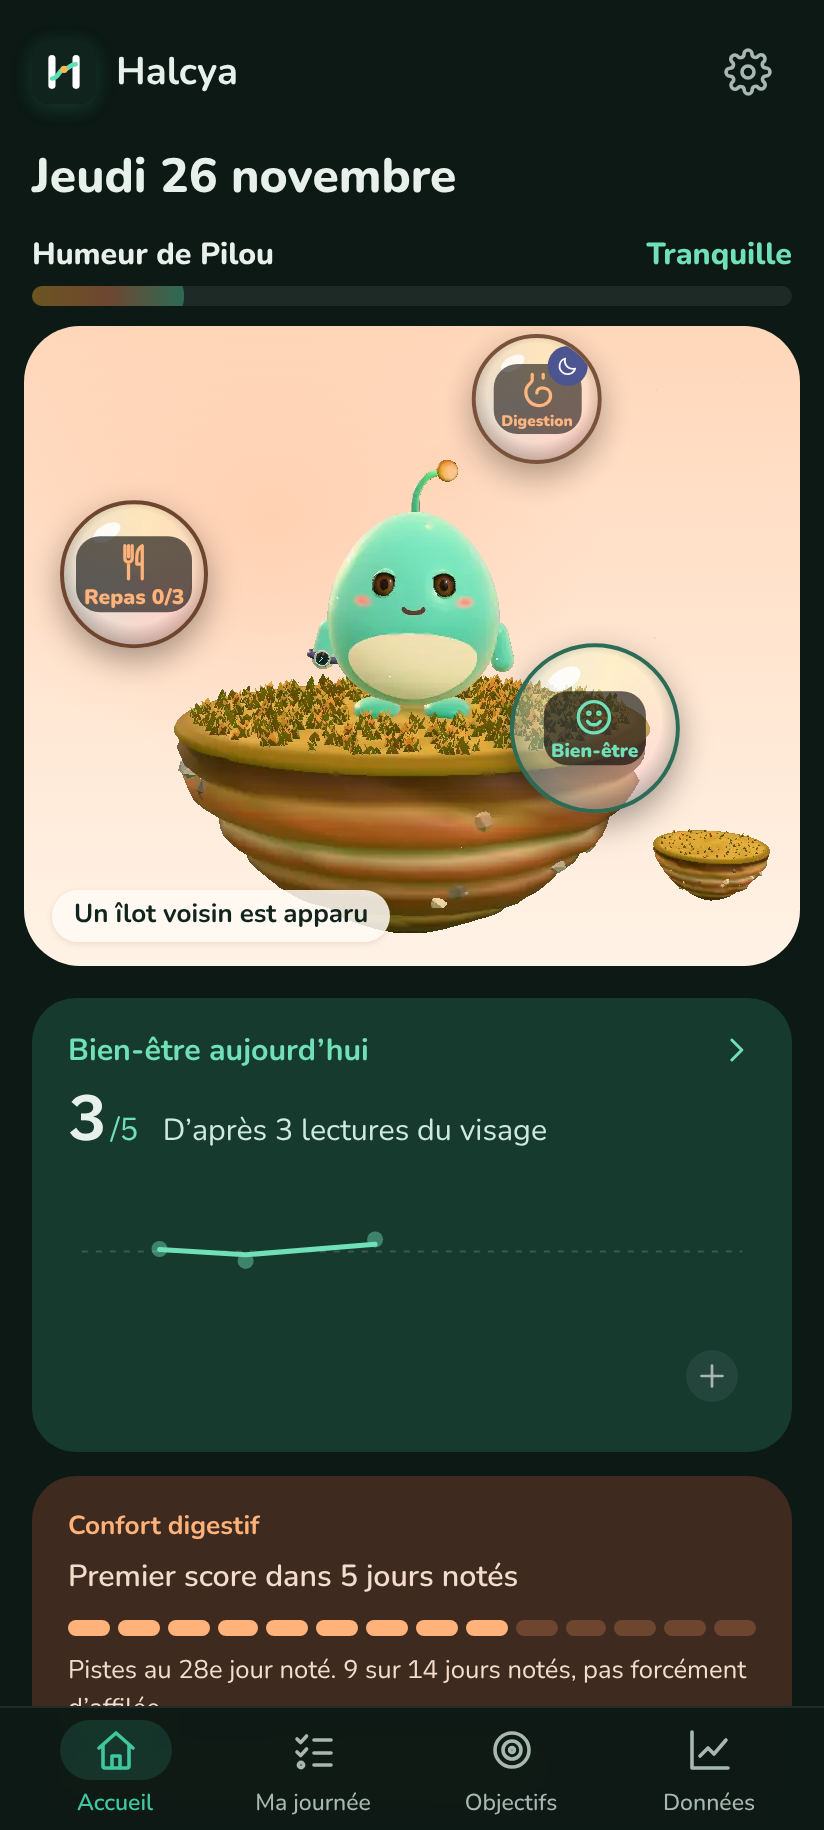 Halcya
Jeudi 26 novembre
Humeur de Pilou
Tranquille
Digestion
Repas 0/3
Bien-être
Un îlot voisin est apparu
Bien-être aujourd’hui
3/5 D’après 3 lectures du visage
Confort digestif
Premier score dans 5 jours notés
Pistes au 28e jour noté. 9 sur 14 jours notés, pas forcément
d’affilée
Accueil
Ma journée
Objectifs
Données